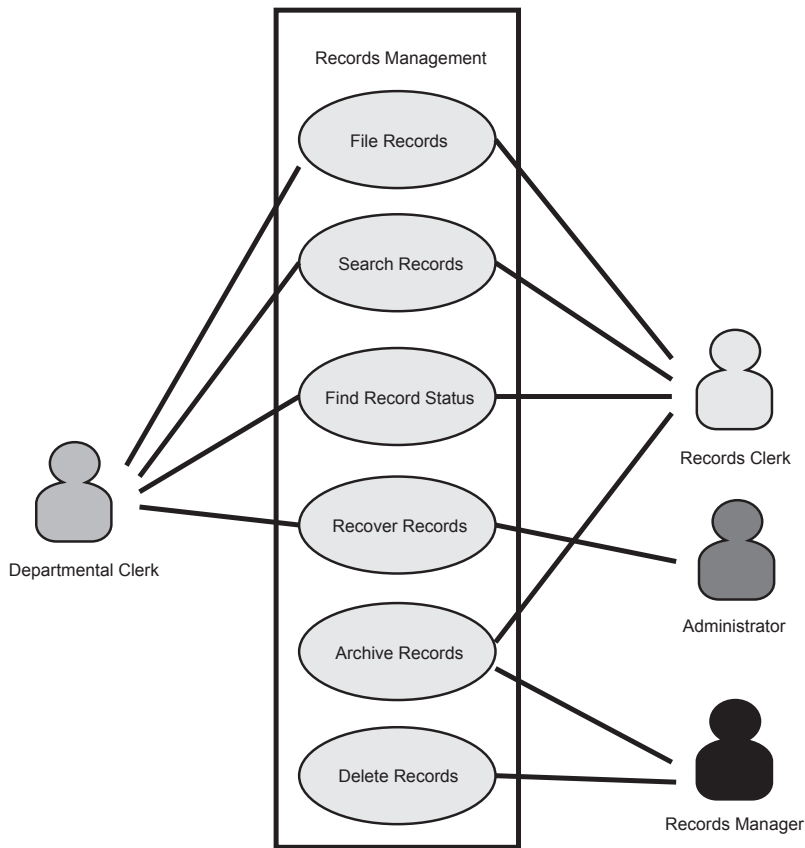 Records Management
File Records
Search Records
Find Record Status
Records Clerk
Recover Records
Departmental Clerk
Administrator
Archive Records
Delete Records
Records Manager